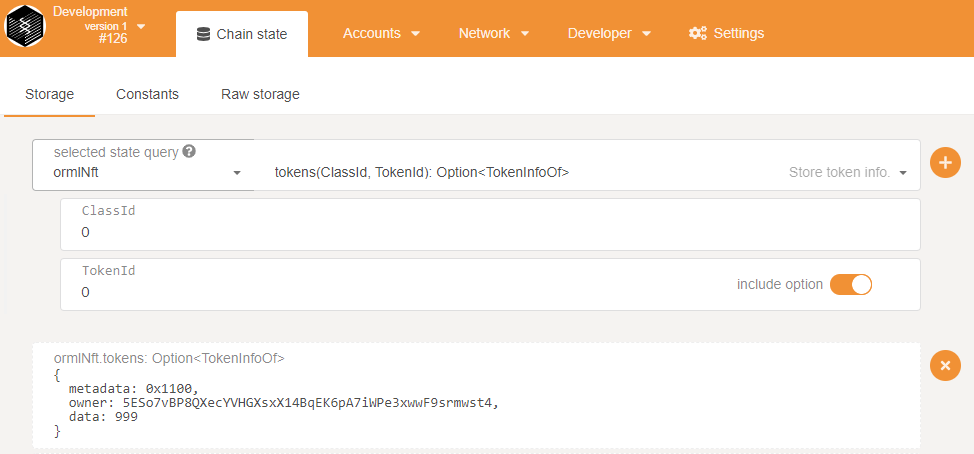 Development
version 1
#126
Chain state
Accounts
Network
Developer
Settings
Storage
Constants
Raw storage
selected state query
ormlNft
tokens(ClassId, TokenId): Option<TokenInfoOf>
Store token info.
ClassId
0
TokenId
0
include option
ormlNft.tokens: Option<TokenInfoOf>
{
metadata: 0x1100,
owner: 5ESo7vBP8QXecYVHGXsxX14BqEK6pA7iWPe3xwwF9srmwst4,
data: 999
}